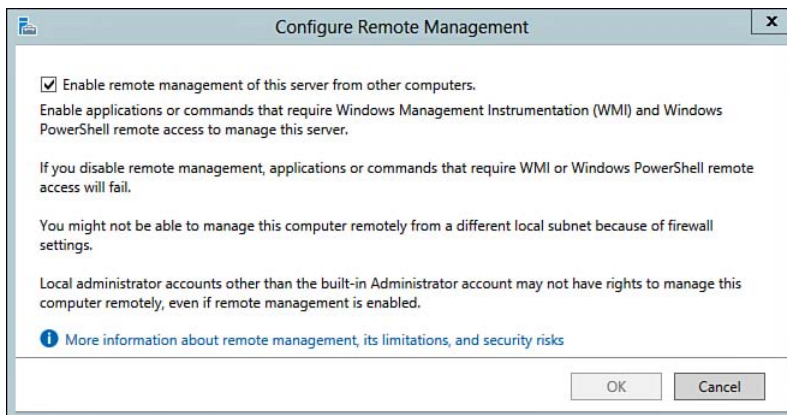 Configure Remote Management
x
Enable remote management of this server from other computers.
Enable applications or commands that require Windows Management Instrumentation (WMI) and Windows
PowerShell remote access to manage this server.
If you disable remote management, applications or commands that require WMI or Windows PowerShell remote
access will fail.
You might not be able to manage this computer remotely from a different local subnet because of firewall
settings.
Local administrator accounts other than the built-in Administrator account may not have rights to manage this
computer remotely, even if remote management is enabled.
More information about remote management, its limitations, and security risks
OK
Cancel